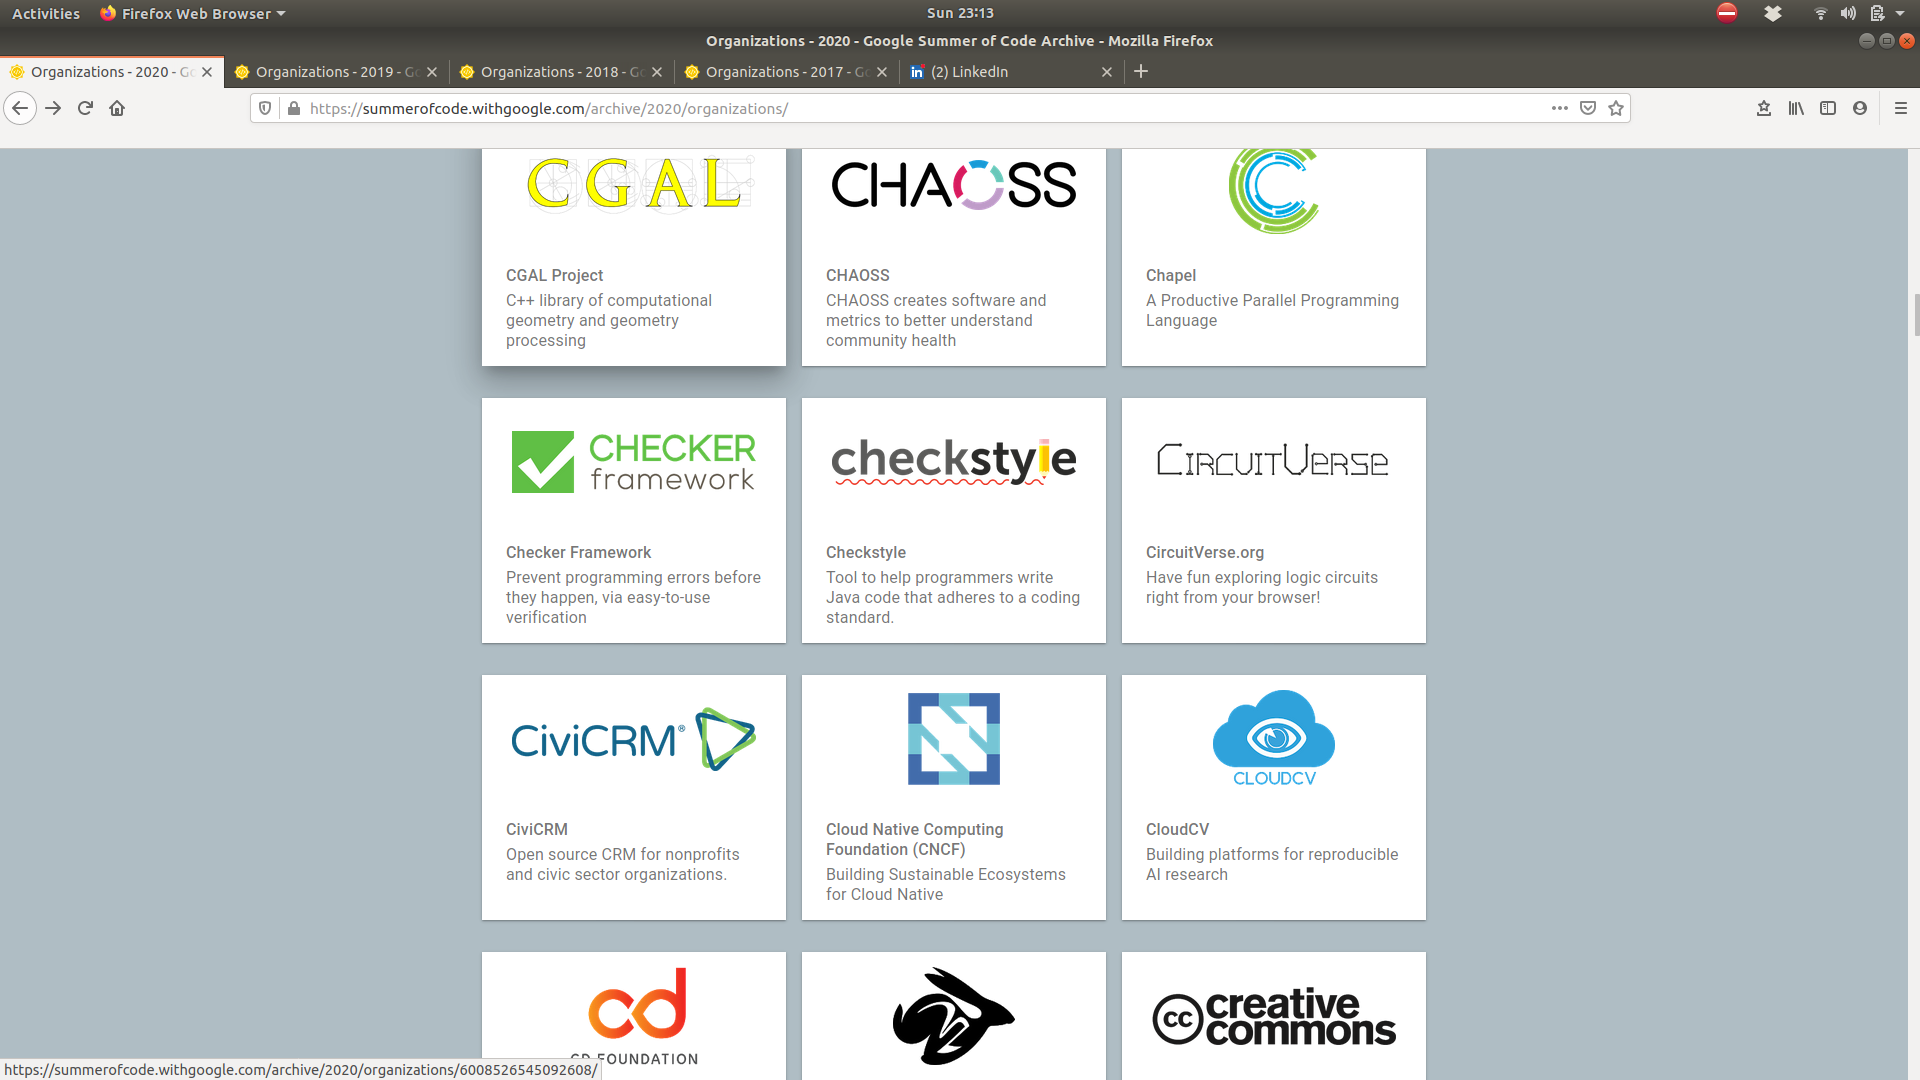 Activities
Firefox Web Browser
Sun 23:13
Organizations - 2020 - Google Summer of Code Archive - Mozilla Firefox
Organizations - 2020 - Go
Organizations - 2019 - Go
Organizations - 2018 - Go
Organizations - 2017 - Go
in
(2) LinkedIn
https://summerofcode.withgoogle.com/archive/2020/organizations/
CGAL
CHAOSS
CGAL Project
C++ library of computational
geometry and geometry
processing
CHAOSS
CHAOSS creates software and
metrics to better understand
community health
Chapel
A Productive Parallel Programming
Language
CHECKER
framework
checkstyle
CIRCUITVERSE
Checker Framework
Prevent programming errors before
they happen, via easy-to-use
verification
Checkstyle
Tool to help programmers write
Java code that adheres to a coding
standard.
CircuitVerse.org
Have fun exploring logic circuits
right from your browser!
CiviCRM®
CLOUDCV
CiviCRM
Open source CRM for nonprofits
and civic sector organizations.
Cloud Native Computing
Foundation (CNCF)
Building Sustainable Ecosystems
for Cloud Native
CloudCV
Building platforms for reproducible
AI research
cd
CD FOUNDATION
cc creative
commons
https://summerofcode.withgoogle.com/archive/2020/organizations/6008526545092608/